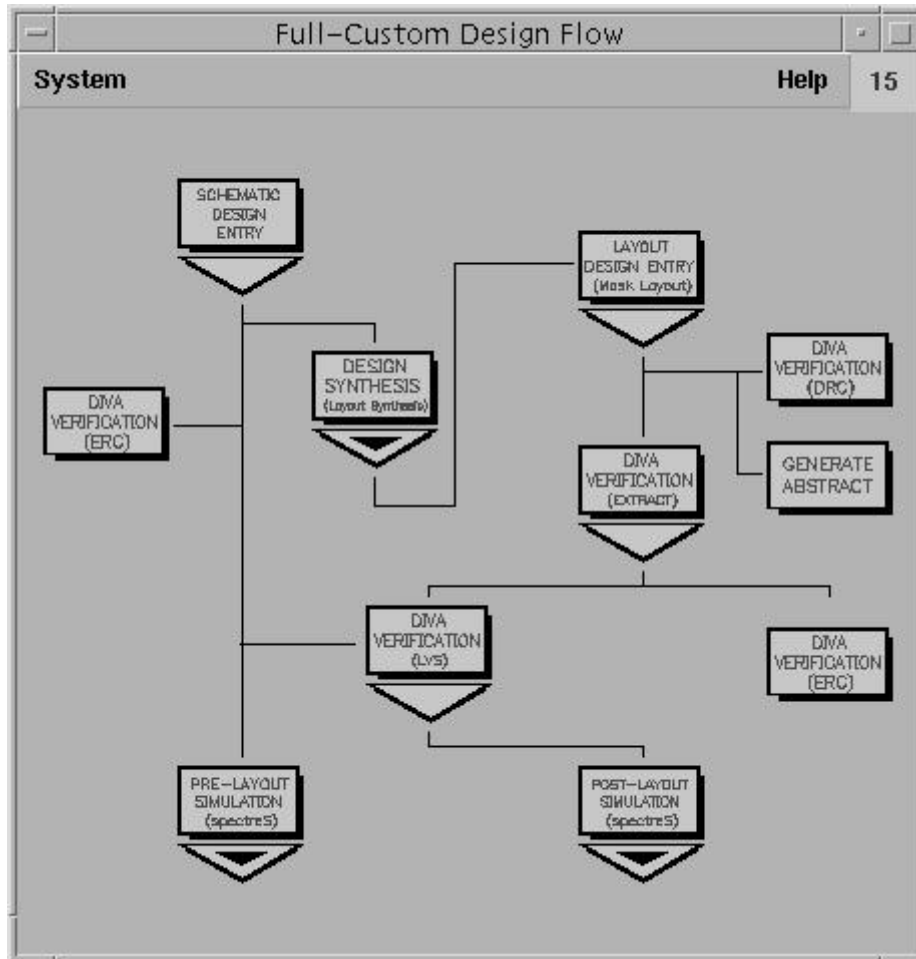 Full-Custom Design Flow
System
Help
15
SCHEMATIC
DESIGN
ENTRY
LAYOUT
DESIGN ENTRY
(Mask Layout)
DESIGN
SYNTHESIS
(Layout Synthesis)
DIVA
VERIFICATION
(DRC)
DIVA
VERIFICATION
(ERC)
DIVA
VERIFICATION
(EXTRACT)
GENERATE
ABSTRACT
DIVA
VERIFICATION
(LVS)
DIVA
VERIFICATION
(ERC)
PRE-LAYOUT
SIMULATION
(spectreS)
POST-LAYOUT
SIMULATION
(spectreS)